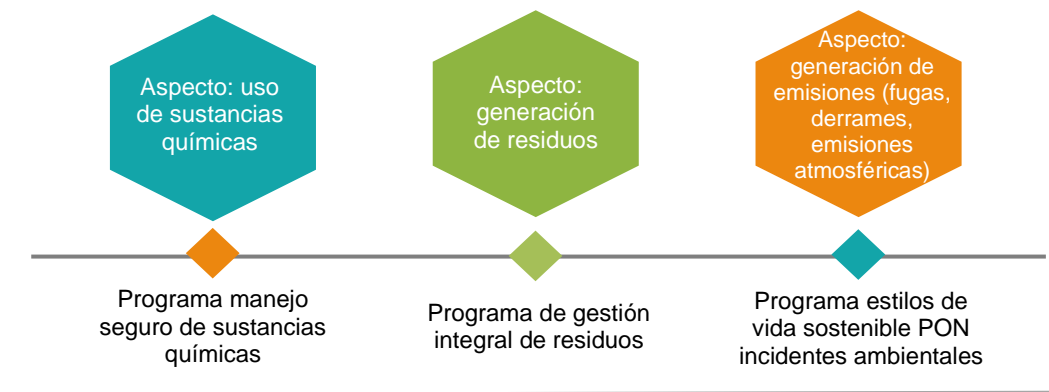 Aspecto: uso
de sustancias
químicas
Aspecto:
generación
de residuos
Aspecto:
generación de
emisiones (fugas,
derrames,
emisiones
atmosféricas)
Programa manejo
seguro de sustancias
químicas
Programa de gestión
integral de residuos
Programa estilos de
vida sostenible PON
incidentes ambientales